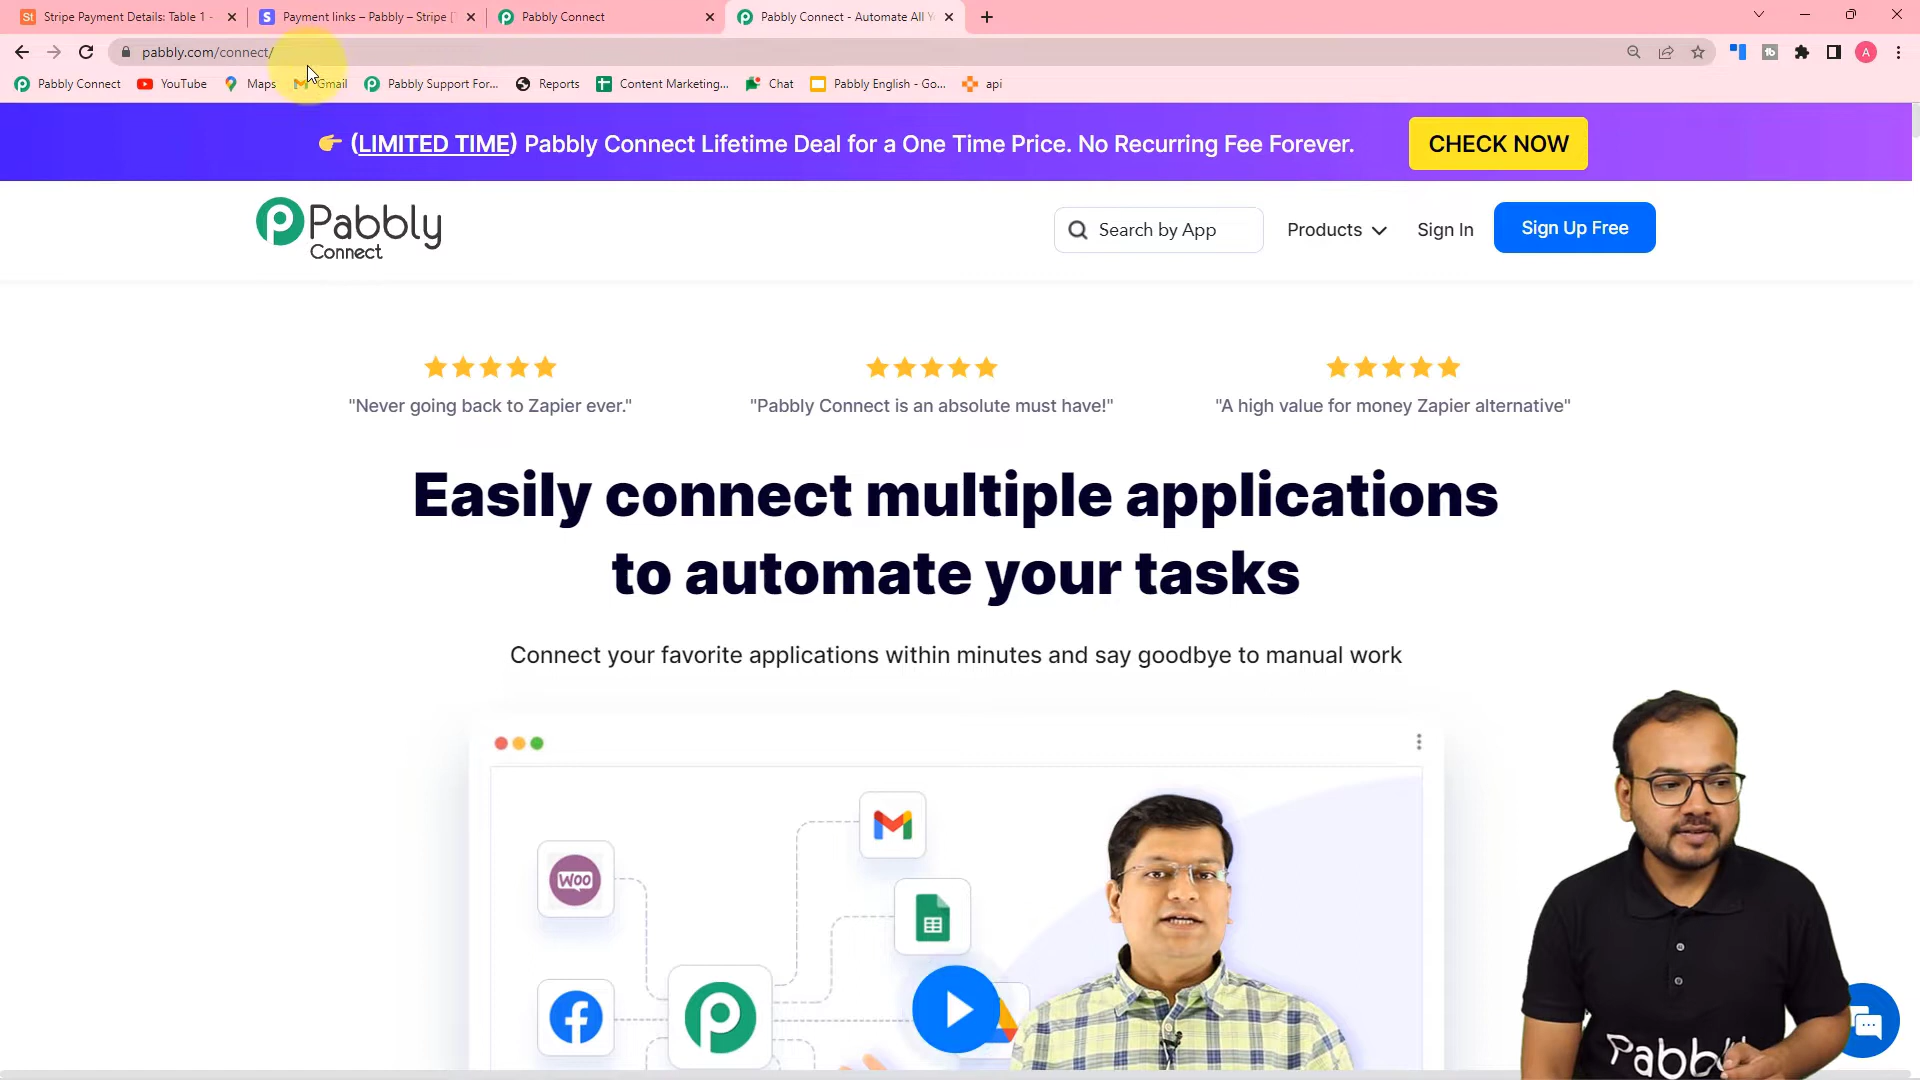 Stripe Payment Details: Table 1 -
Payment links – Pabbly – Stripe [
Pabbly Connect
Pabbly Connect - Automate All Y
pabbly.com/connect/
A
Pabbly Connect
YouTube
Maps
Gmail
Pabbly Support For...
Reports
Content Marketing...
Chat
Pabbly English - Go...
api
(LIMITED TIME) Pabbly Connect Lifetime Deal for a One Time Price. No Recurring Fee Forever.
CHECK NOW
Pabbly
Connect
Search by App
Products
Sign In
Sign Up Free
"Never going back to Zapier ever."
"Pabbly Connect is an absolute must have!"
"A high value for money Zapier alternative"
Easily connect multiple applications
to automate your tasks
Connect your favorite applications within minutes and say goodbye to manual work
WOO